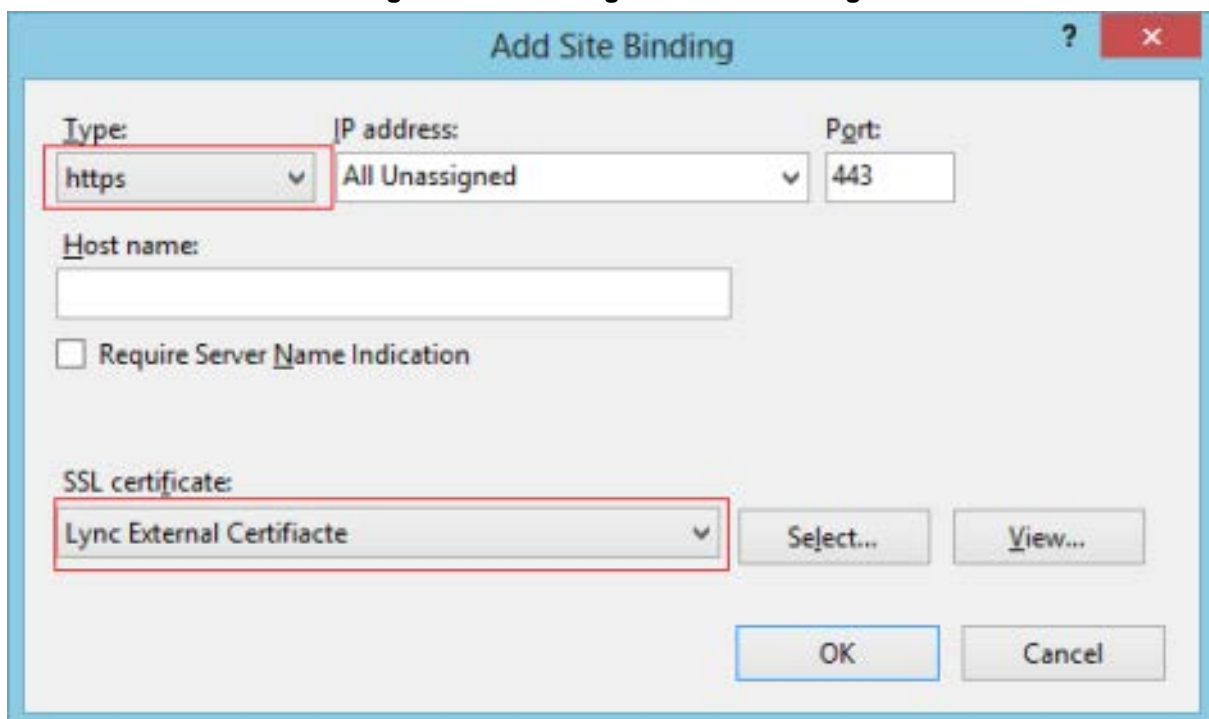 Add Site Binding ? ×
Type: IP address: Port:
https All Unassigned 443
Host name:
Require Server Name Indication
SSL certificate:
Lync External Certifiacte Select... View...
OK Cancel